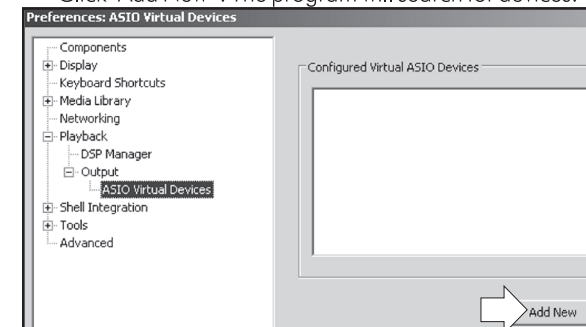 Preferences: ASIO Virtual Devices
Components
Display
Keyboard Shortcuts
Media Library
Networking
Playback
DSP Manager
Output
ASIO Virtual Devices
Shell Integration
Tools
Advanced
Configured Virtual ASIO Devices
Add New